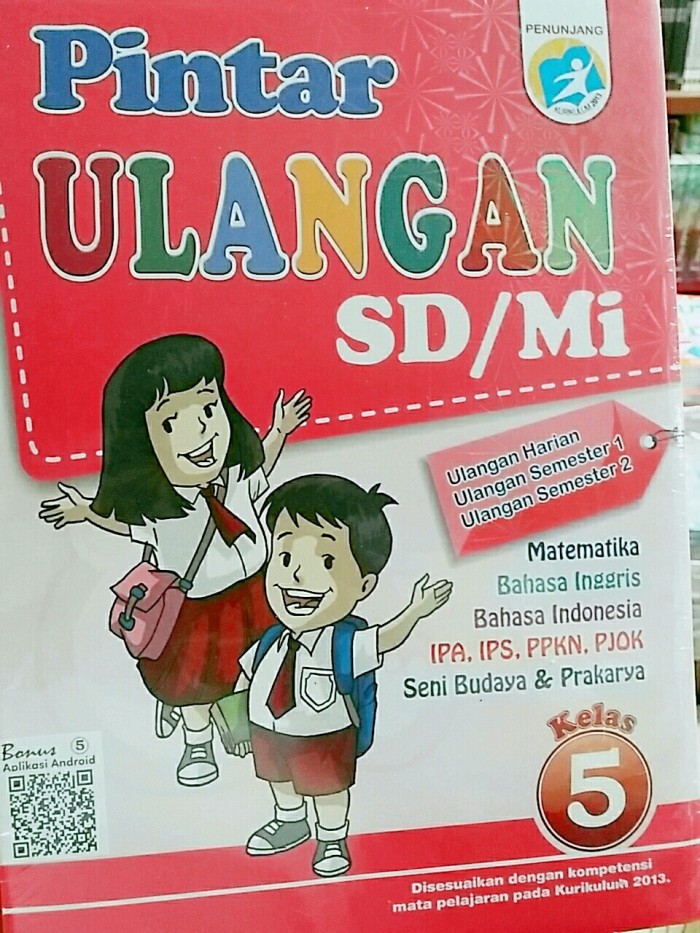 Pintar
PENUNJANG
KURIKULUM 2013
ULANGAN
SD/Mi
Ulangan Harian
Ulangan Semester 1
Ulangan Semester 2
Matematika
Bahasa Inggris
Bahasa Indonesia
IPA, IPS, PPKN, PJOK
Seni Budaya & Prakarya
Kelas
5
Bonus 5
Aplikasi Android
Disesuaikan dengan kompetensi
mata pelajaran pada Kurikulum 2013.